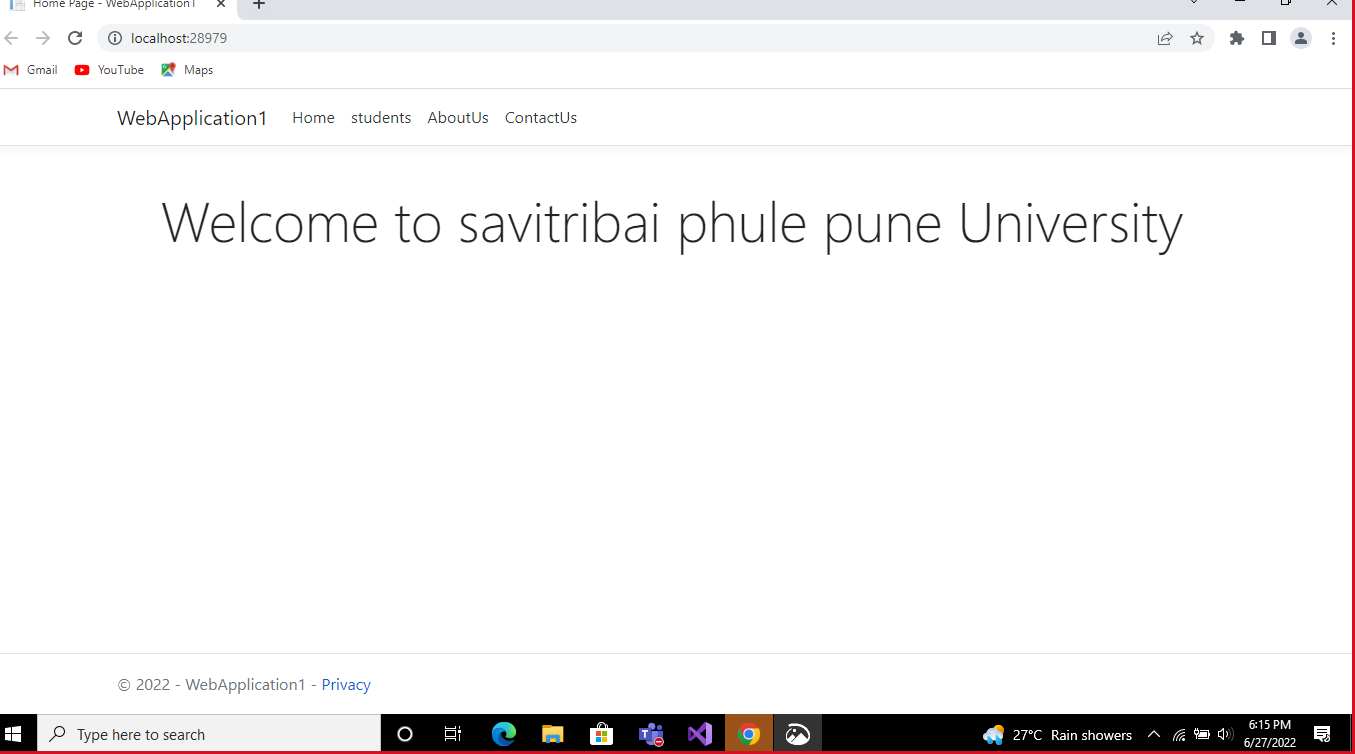 Home Page - WebApplication1
localhost:28979
Gmail YouTube Maps
WebApplication1 Home students AboutUs ContactUs
Welcome to savitribai phule pune University
© 2022 - WebApplication1 - Privacy
Type here to search
27°C Rain showers
6:15 PM
6/27/2022